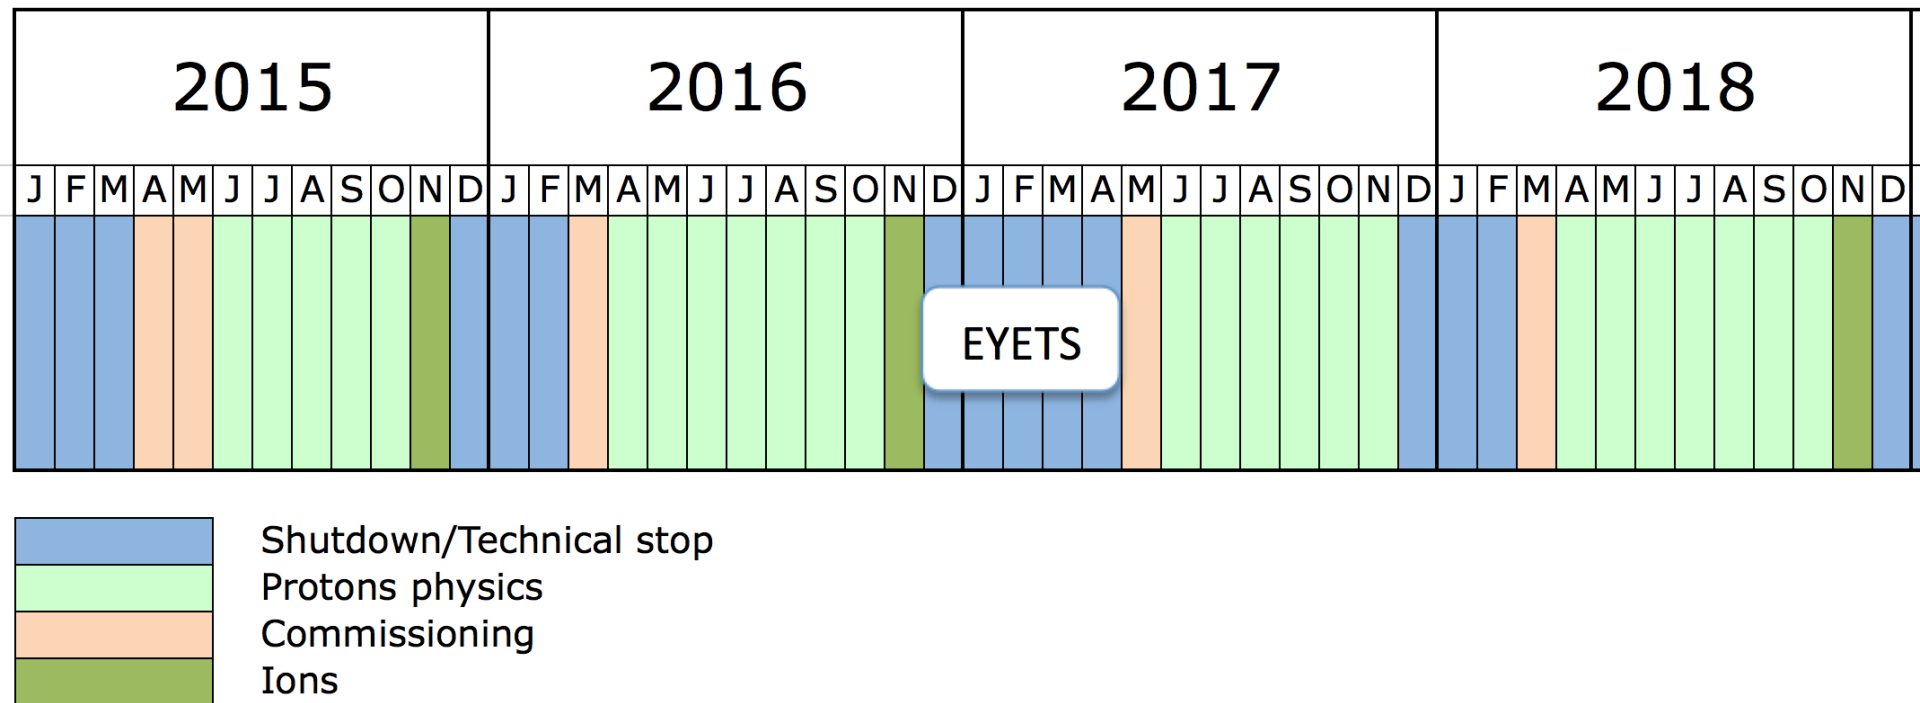 2015 2016 2017 2018
J F M A M J J A S O N D J F M A M J J A S O N D J F M A M J J A S O N D J F M A M J J A S O N D
EYETS
Shutdown/Technical stop
Protons physics
Commissioning
Ions